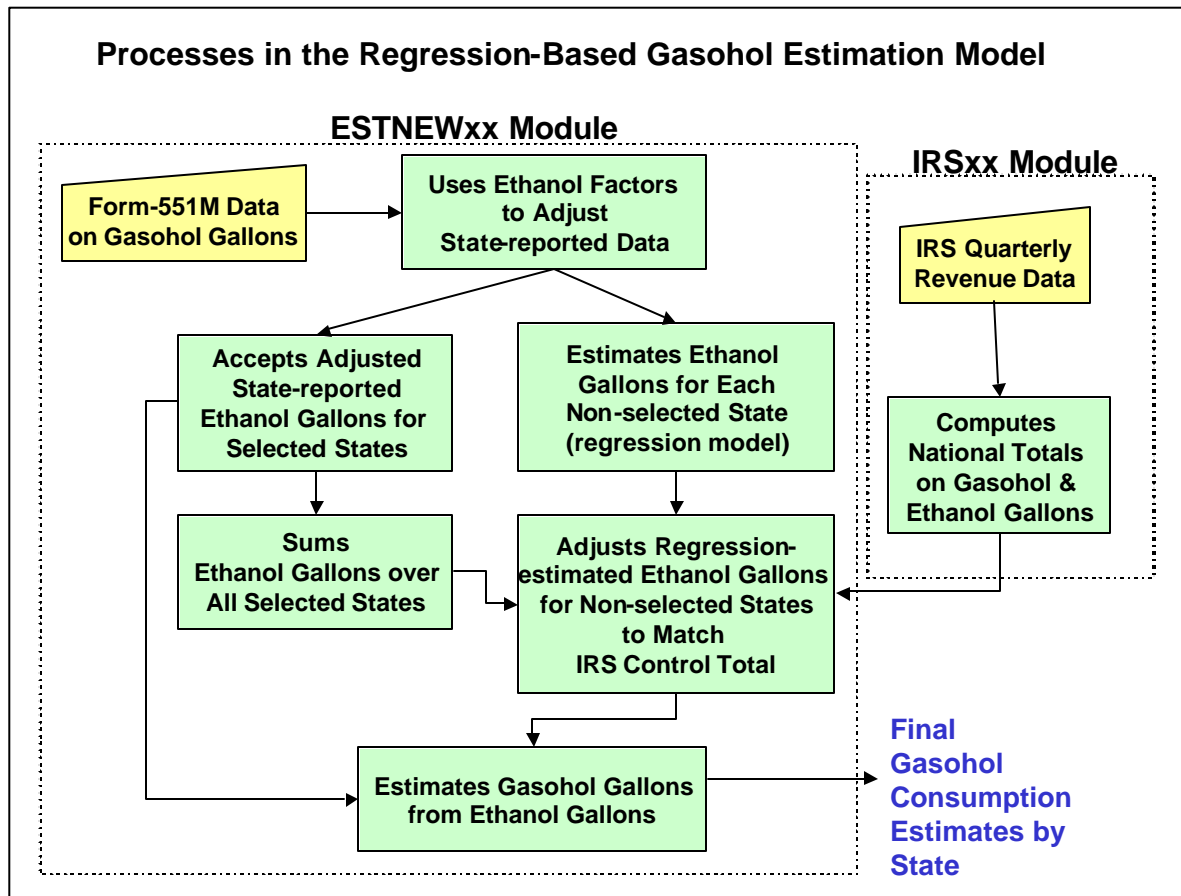 Processes in the Regression-Based Gasohol Estimation Model
ESTNEWxx Module
IRSxx Module
Form-551M Data
on Gasohol Gallons
Uses Ethanol Factors
to Adjust
State-reported Data
IRS Quarterly
Revenue Data
Accepts Adjusted
State-reported
Ethanol Gallons for
Selected States
Estimates Ethanol
Gallons for Each
Non-selected State
(regression model)
Computes
National Totals
on Gasohol &
Ethanol Gallons
Sums
Ethanol Gallons over
All Selected States
Adjusts Regression-
estimated Ethanol Gallons
for Non-selected States
to Match
IRS Control Total
Estimates Gasohol Gallons
from Ethanol Gallons
Final
Gasohol
Consumption
Estimates by
State